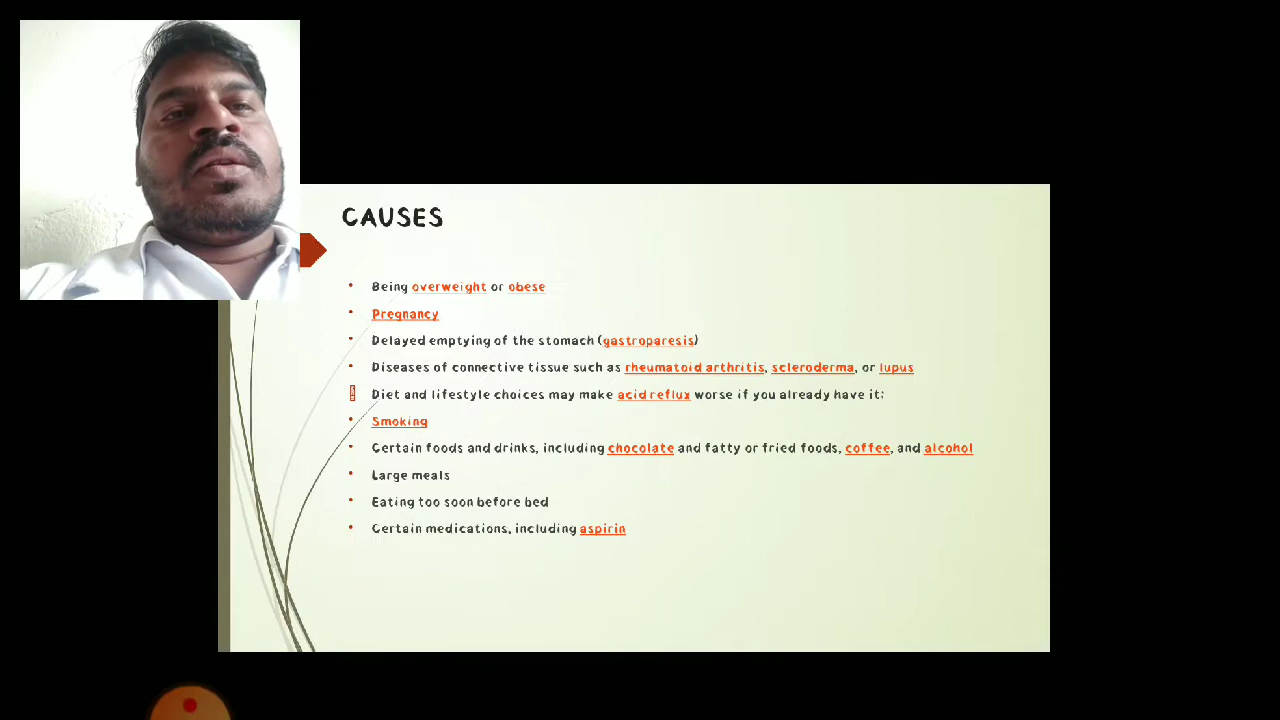 CAUSES
Being overweight or obese
Pregnancy
Delayed emptying of the stomach (gastroparesis)
Diseases of connective tissue such as rheumatoid arthritis, scleroderma, or lupus
Diet and lifestyle choices may make acid reflux worse if you already have it:
Smoking
Certain foods and drinks, including chocolate and fatty or fried foods, coffee, and alcohol
Large meals
Eating too soon before bed
Certain medications, including aspirin